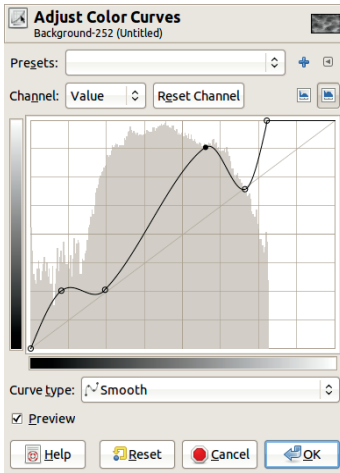 Adjust Color Curves
Background-252 (Untitled)
Presets:
Channel: Value Reset Channel
Curve type: Smooth
Preview
Help Reset Cancel OK